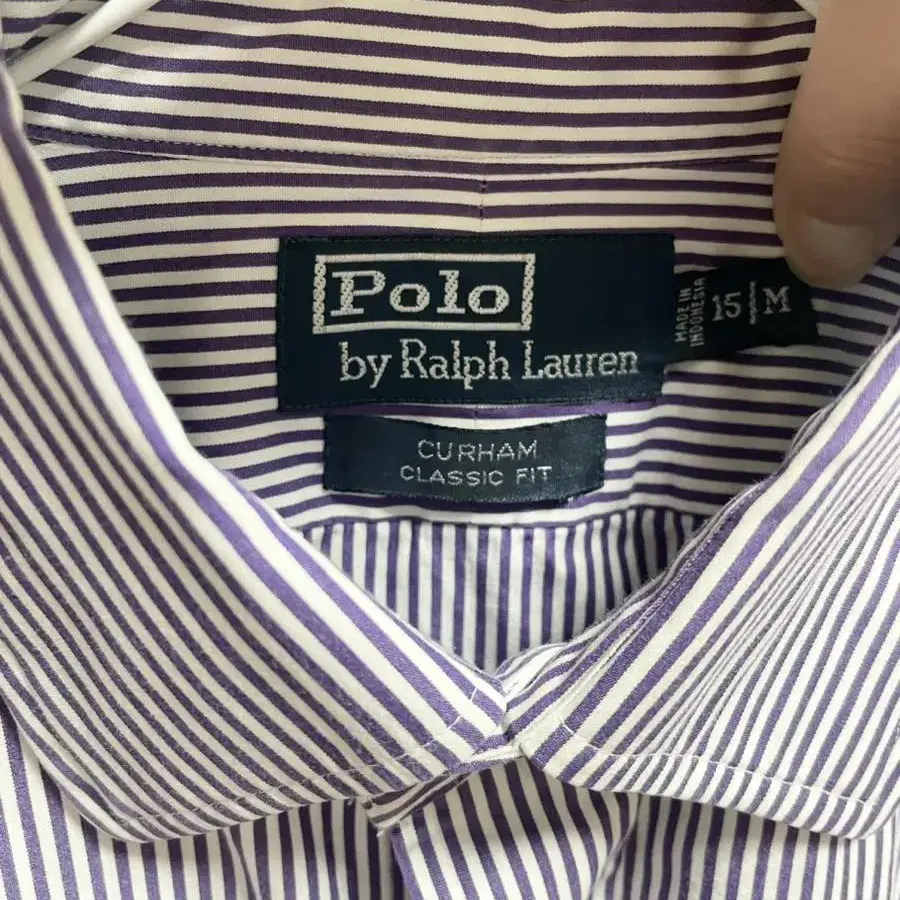 Polo
by Ralph Lauren
MADE IN
INDONESIA
15 M
CURHAM
CLASSIC FIT